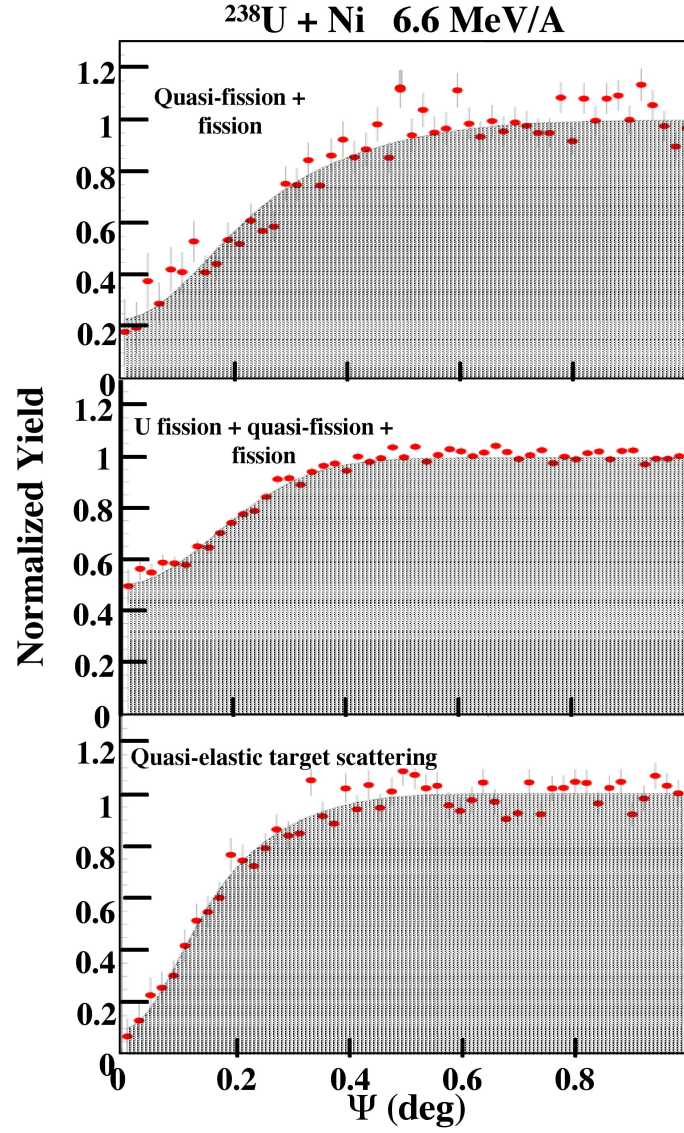 ²³⁸U + Ni 6.6 MeV/A
Normalized Yield
1.2
1
0.8
0.6
0.4
0.2
0
Quasi-fission +
fission
1.2
1
0.8
0.6
0.4
0.2
0
U fission + quasi-fission +
fission
1.2
1
0.8
0.6
0.4
0.2
0
Quasi-elastic target scattering
0 0.2 0.4 0.6 0.8
Ψ (deg)